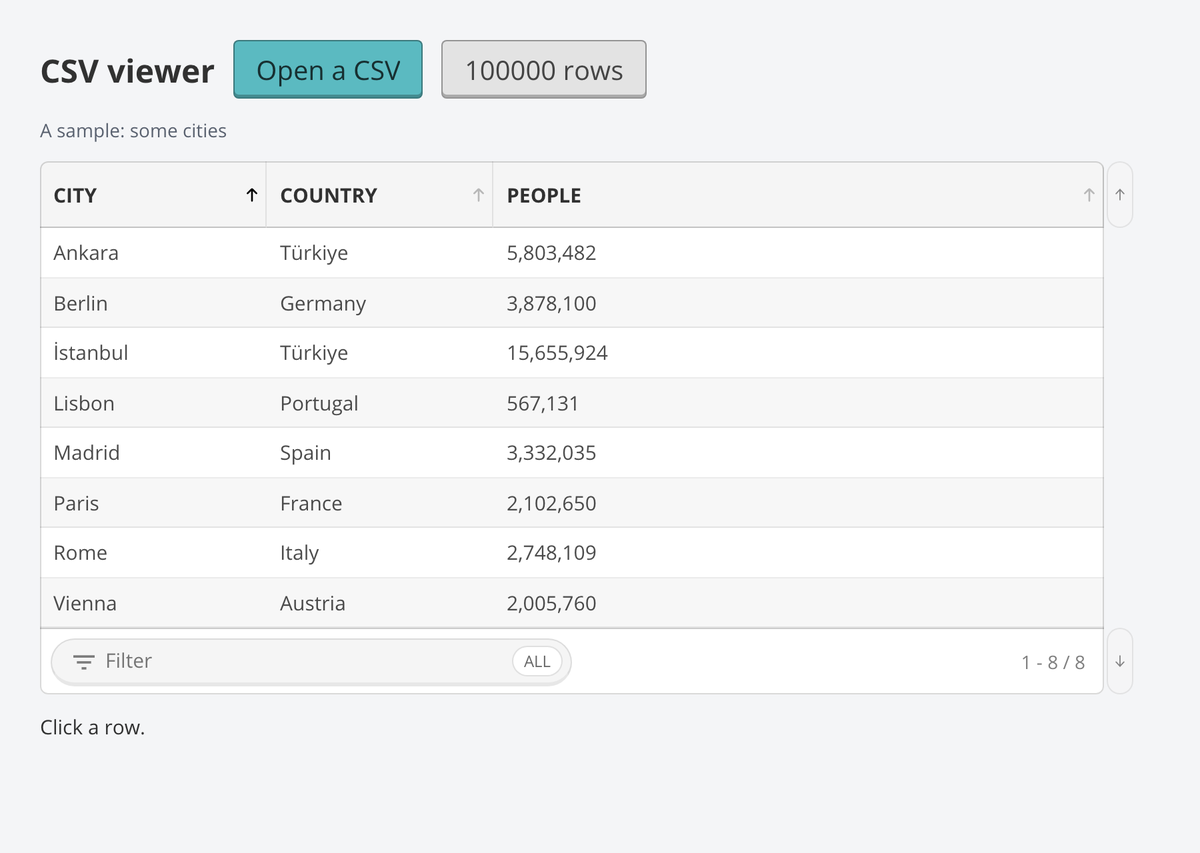 CSV viewer Open a CSV 100000 rows
A sample: some cities
CITY ↑ COUNTRY ↑ PEOPLE ↑ ↑
Ankara Türkiye 5,803,482
Berlin Germany 3,878,100
İstanbul Türkiye 15,655,924
Lisbon Portugal 567,131
Madrid Spain 3,332,035
Paris France 2,102,650
Rome Italy 2,748,109
Vienna Austria 2,005,760
Filter ALL 1 - 8 / 8 ↓
Click a row.